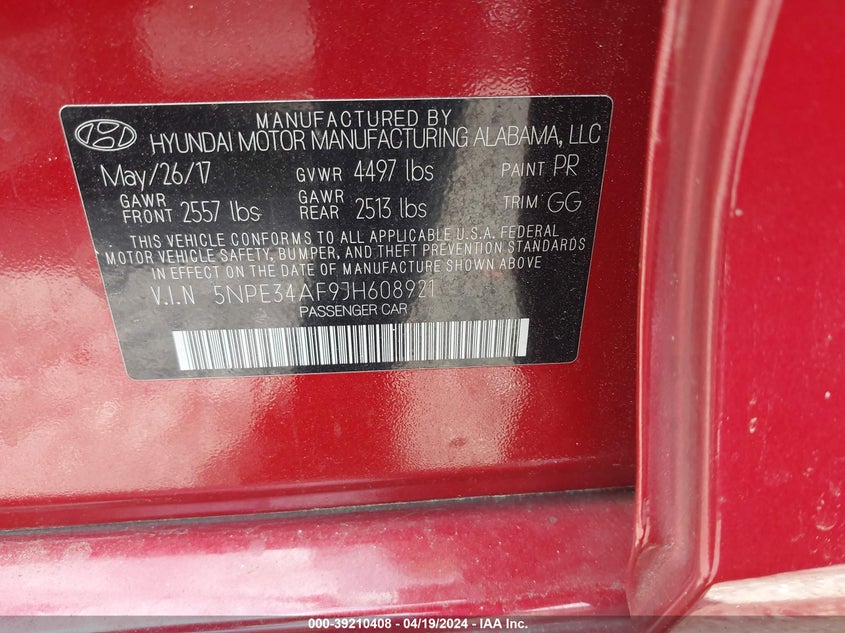 MANUFACTURED BY
HYUNDAI MOTOR MANUFACTURING ALABAMA, LLC
May/26/17 GVWR 4497 lbs PAINT PR
GAWR FRONT 2557 lbs GAWR REAR 2513 lbs TRIM GG
THIS VEHICLE CONFORMS TO ALL APPLICABLE U.S.A. FEDERAL
MOTOR VEHICLE SAFETY, BUMPER, AND THEFT PREVENTION STANDARDS
IN EFFECT ON THE DATE OF MANUFACTURE SHOWN ABOVE.
V.I.N 5NPE34AF9JH608921
PASSENGER CAR
000-39210408 - 04/19/2024 - IAA Inc.